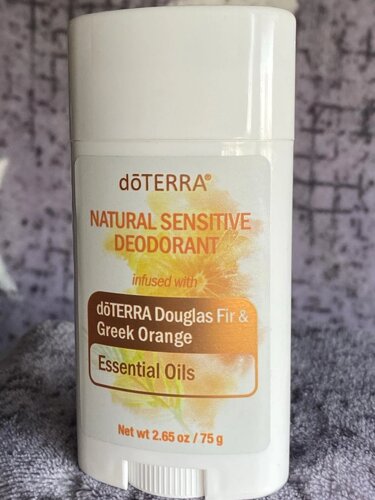 dōTERRA®
NATURAL SENSITIVE
DEODORANT
infused with
dōTERRA Douglas Fir &
Greek Orange
Essential Oils
Net wt 2.65 oz / 75 g